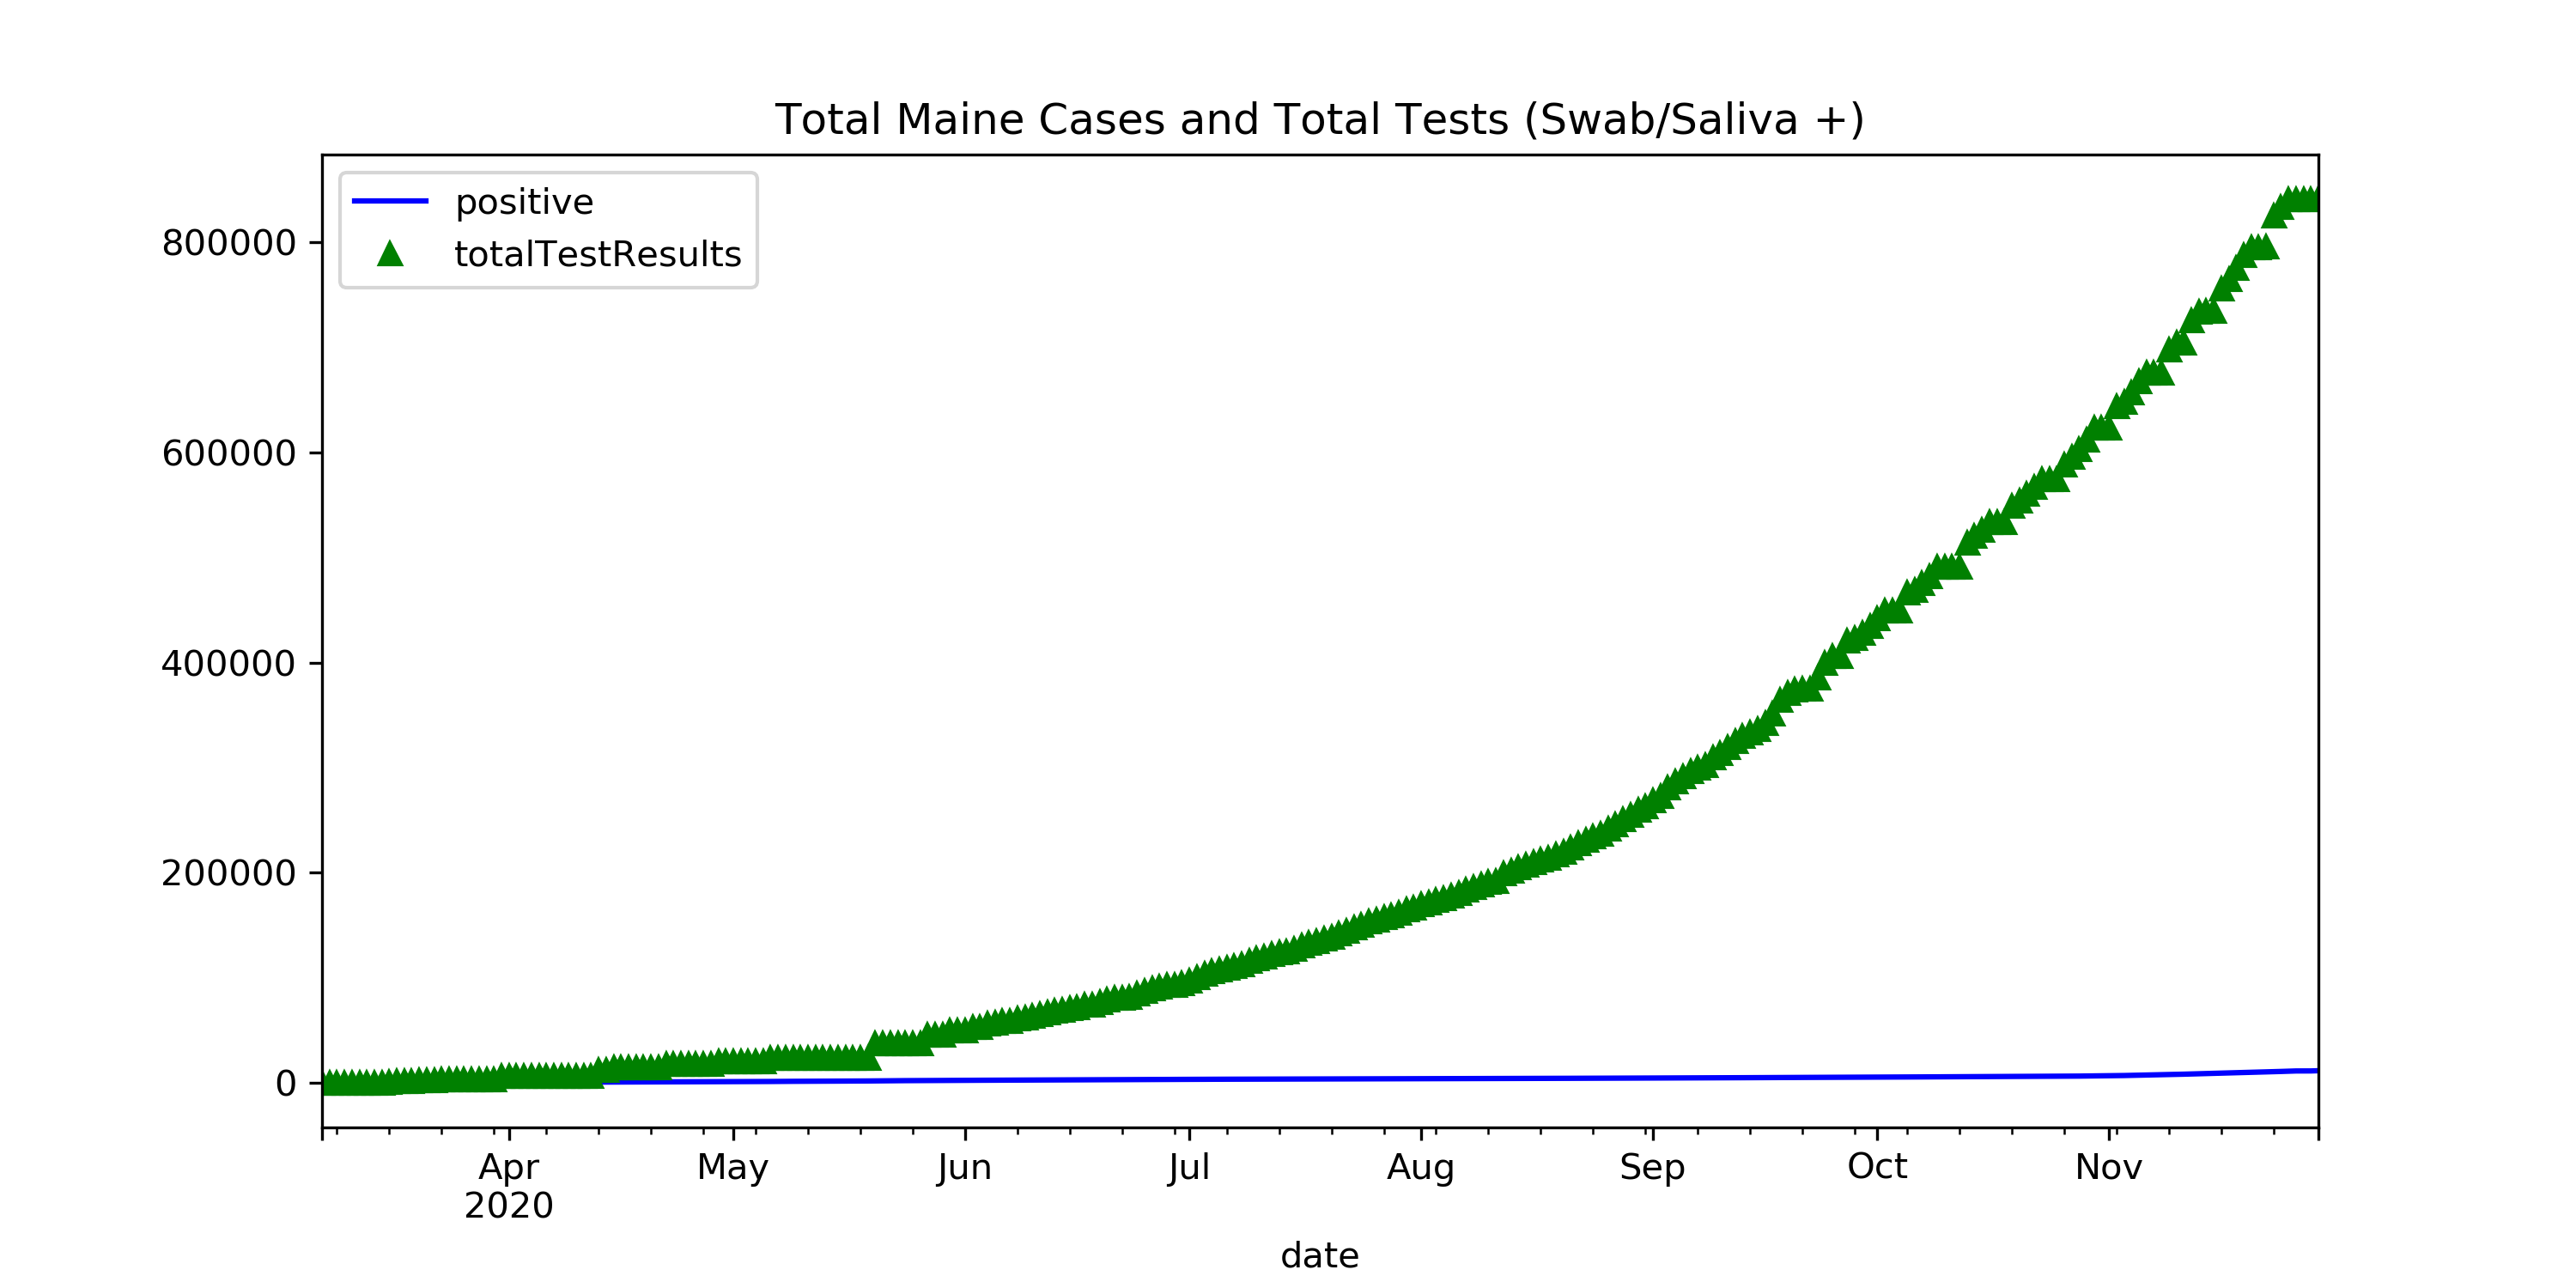 Total Maine Cases and Total Tests (Swab/Saliva +)
positive
totalTestResults
800000
600000
400000
200000
0
Apr May Jun Jul Aug Sep Oct Nov
2020
date